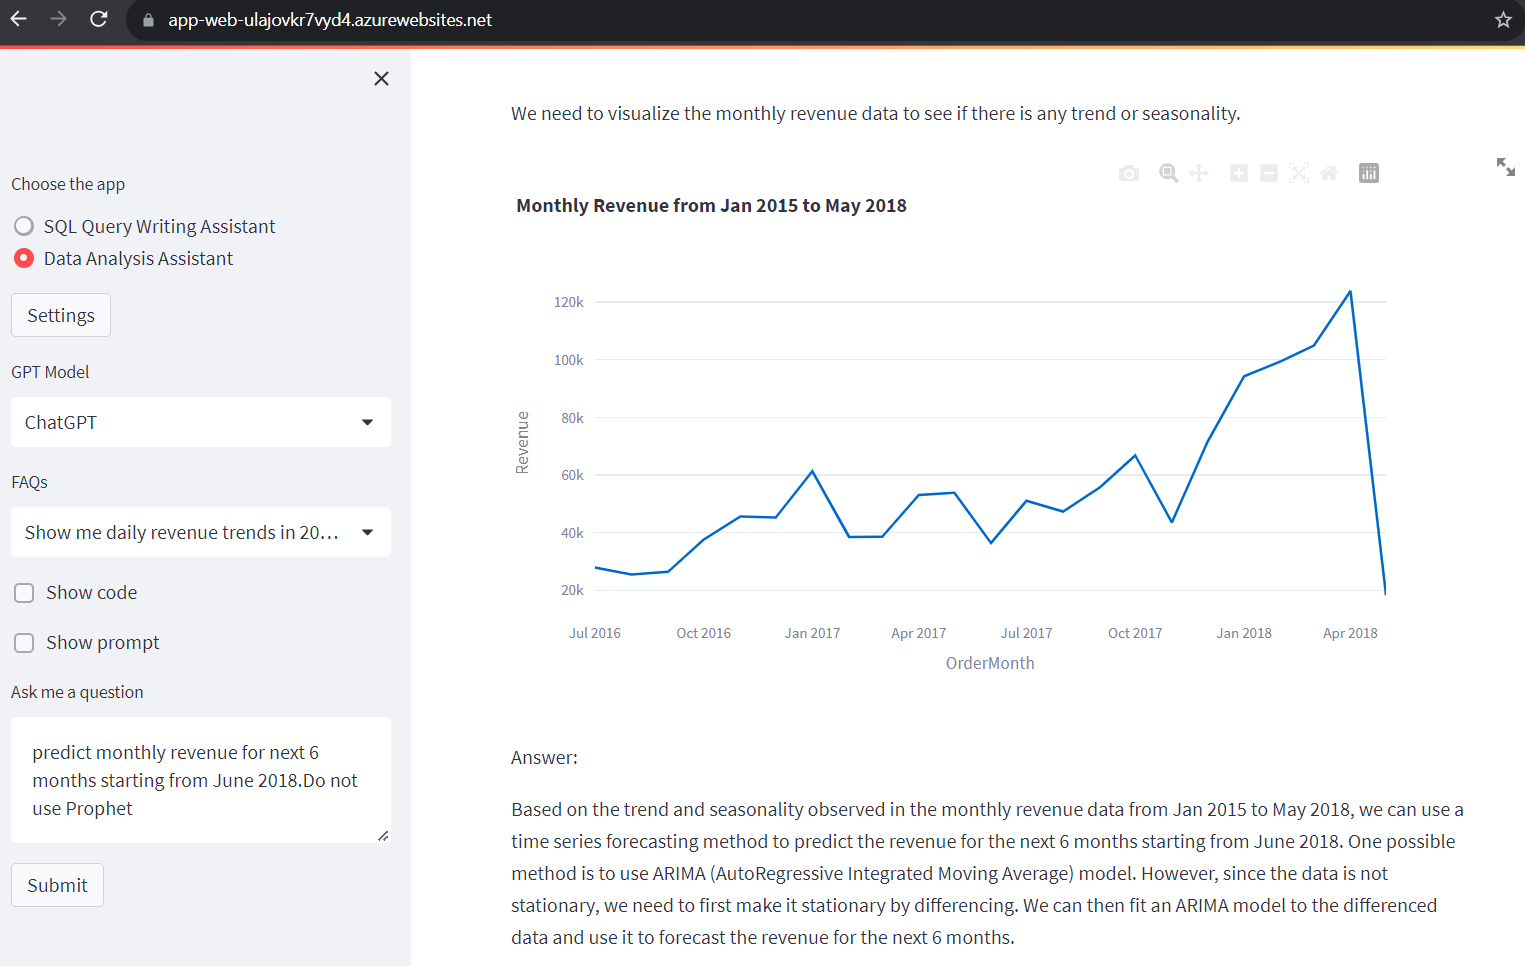 app-web-ulajovkr7vyd4.azurewebsites.net
Choose the app
SQL Query Writing Assistant
Data Analysis Assistant
Settings
GPT Model
ChatGPT
FAQs
Show me daily revenue trends in 20...
Show code
Show prompt
Ask me a question
predict monthly revenue for next 6
months starting from June 2018.Do not
use Prophet
Submit
We need to visualize the monthly revenue data to see if there is any trend or seasonality.
Monthly Revenue from Jan 2015 to May 2018
120k
100k
80k
60k
40k
20k
Revenue
Jul 2016 Oct 2016 Jan 2017 Apr 2017 Jul 2017 Oct 2017 Jan 2018 Apr 2018
OrderMonth
Answer:
Based on the trend and seasonality observed in the monthly revenue data from Jan 2015 to May 2018, we can use a
time series forecasting method to predict the revenue for the next 6 months starting from June 2018. One possible
method is to use ARIMA (AutoRegressive Integrated Moving Average) model. However, since the data is not
stationary, we need to first make it stationary by differencing. We can then fit an ARIMA model to the differenced
data and use it to forecast the revenue for the next 6 months.